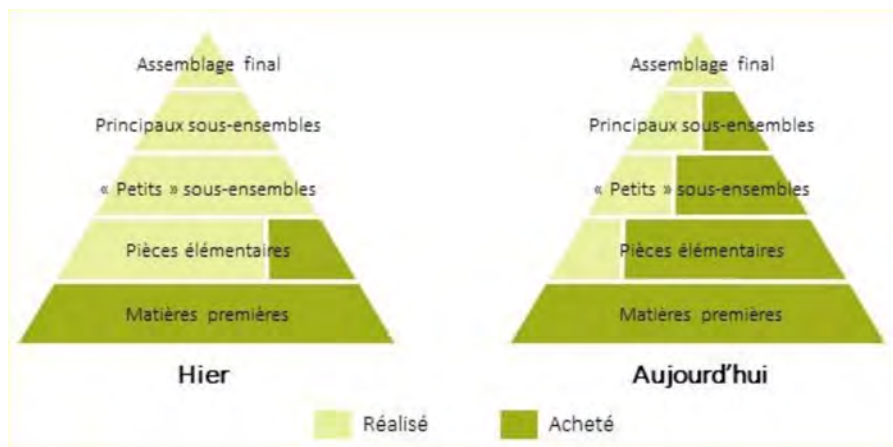 Assemblage final
Principaux sous-ensembles
« Petits » sous-ensembles
Pièces élémentaires
Matières premières
Hier
Assemblage final
Principaux sous-ensembles
« Petits » sous-ensembles
Pièces élémentaires
Matières premières
Aujourd'hui
Réalisé
Acheté